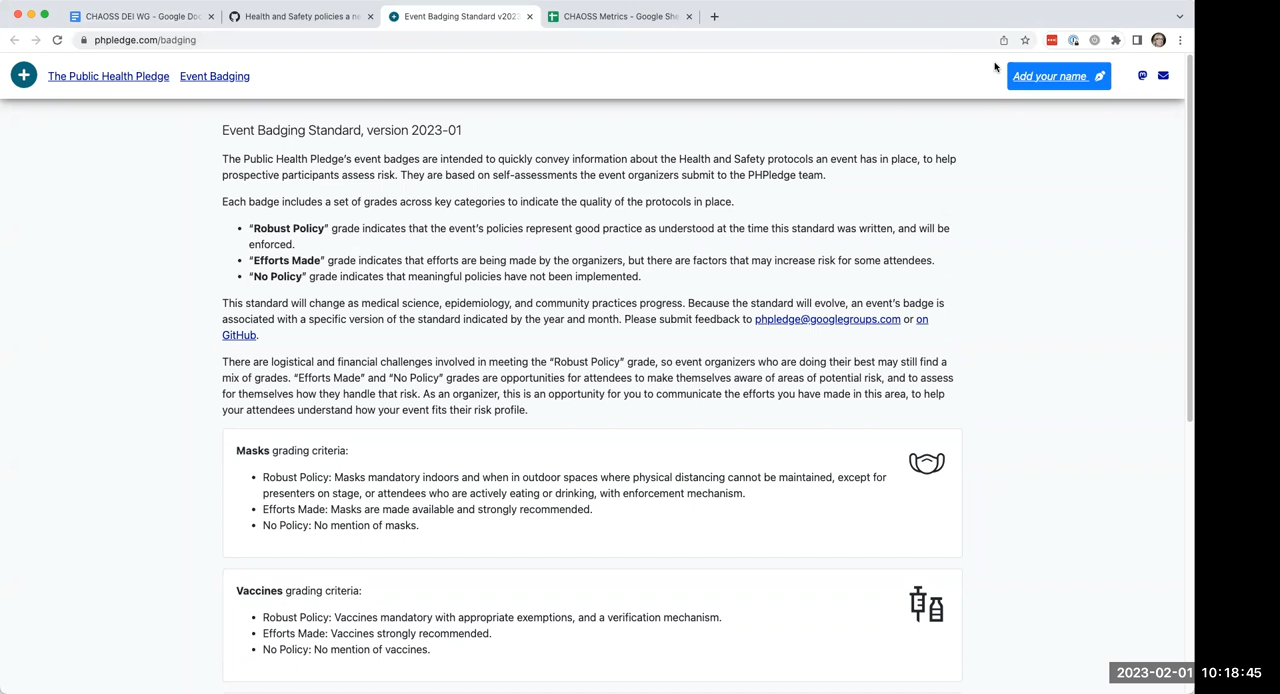 CHAOSS DEI WG - Google Doc
Health and Safety policies a ne
Event Badging Standard v2023
CHAOSS Metrics - Google She
phpledge.com/badging
The Public Health Pledge
Event Badging
Add your name
Event Badging Standard, version 2023-01
The Public Health Pledge's event badges are intended to quickly convey information about the Health and Safety protocols an event has in place, to help
prospective participants assess risk. They are based on self-assessments the event organizers submit to the PHPledge team.
Each badge includes a set of grades across key categories to indicate the quality of the protocols in place.
• “Robust Policy” grade indicates that the event's policies represent good practice as understood at the time this standard was written, and will be
enforced.
• “Efforts Made” grade indicates that efforts are being made by the organizers, but there are factors that may increase risk for some attendees.
• “No Policy” grade indicates that meaningful policies have not been implemented.
This standard will change as medical science, epidemiology, and community practices progress. Because the standard will evolve, an event's badge is
associated with a specific version of the standard indicated by the year and month. Please submit feedback to phpledge@googlegroups.com or on
GitHub.
There are logistical and financial challenges involved in meeting the “Robust Policy” grade, so event organizers who are doing their best may still find a
mix of grades. “Efforts Made” and “No Policy” grades are opportunities for attendees to make themselves aware of areas of potential risk, and to assess
for themselves how they handle that risk. As an organizer, this is an opportunity for you to communicate the efforts you have made in this area, to help
your attendees understand how your event fits their risk profile.
Masks grading criteria:
• Robust Policy: Masks mandatory indoors and when in outdoor spaces where physical distancing cannot be maintained, except for
presenters on stage, or attendees who are actively eating or drinking, with enforcement mechanism.
• Efforts Made: Masks are made available and strongly recommended.
• No Policy: No mention of masks.
Vaccines grading criteria:
• Robust Policy: Vaccines mandatory with appropriate exemptions, and a verification mechanism.
• Efforts Made: Vaccines strongly recommended.
• No Policy: No mention of vaccines.
2023-02-01 10:18:45